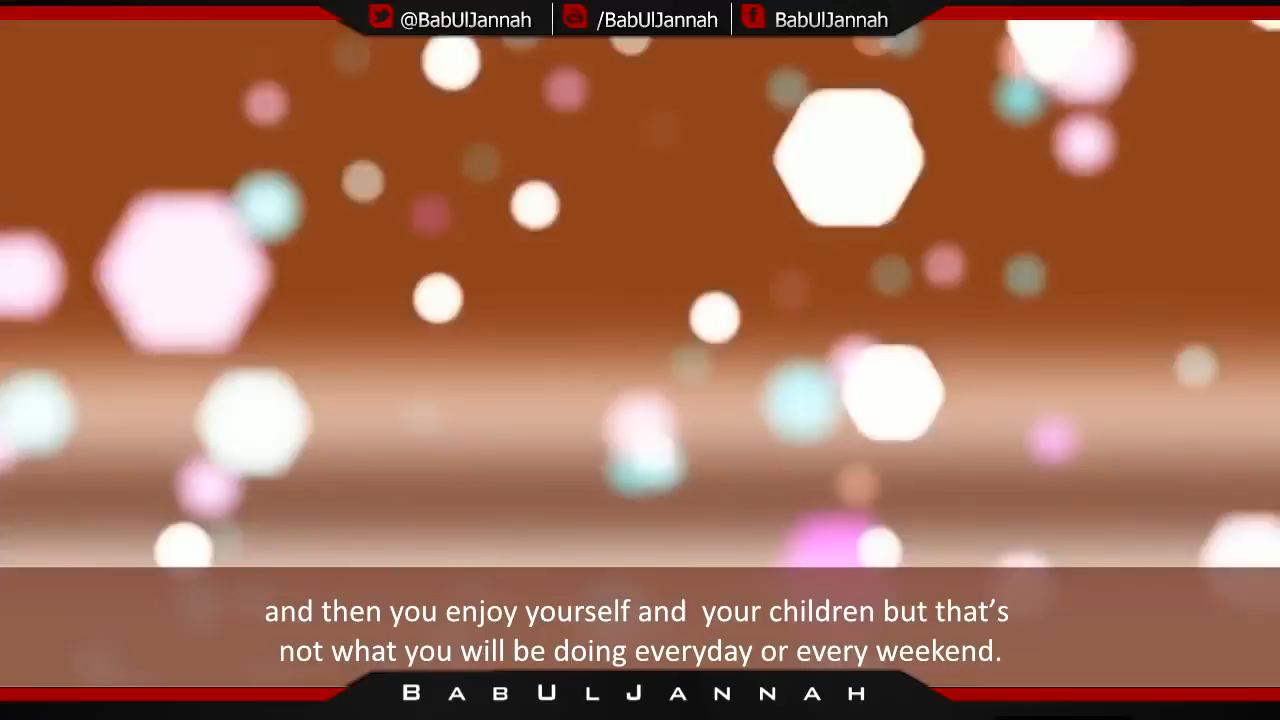 @BabUlJannah /BabUlJannah BabUlJannah
and then you enjoy yourself and  your children but that’s
not what you will be doing everyday or every weekend.
BABULJANNAH